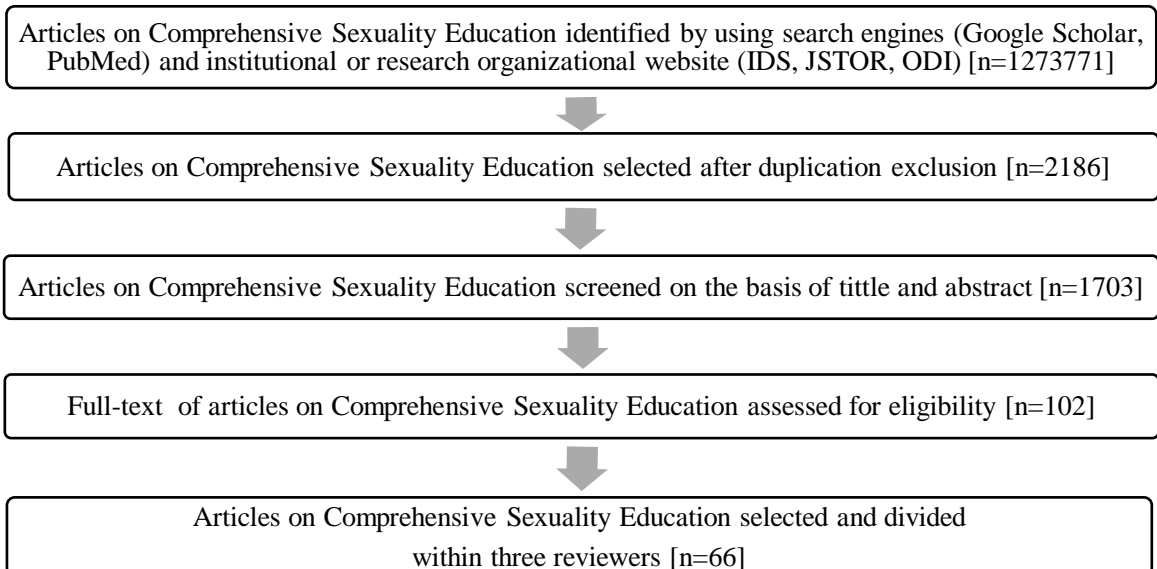 Articles on Comprehensive Sexuality Education identified by using search engines (Google Scholar,
PubMed) and institutional or research organizational website (IDS, JSTOR, ODI) [n=1273771]
Articles on Comprehensive Sexuality Education selected after duplication exclusion [n=2186]
Articles on Comprehensive Sexuality Education screened on the basis of tittle and abstract [n=1703]
Full-text of articles on Comprehensive Sexuality Education assessed for eligibility [n=102]
Articles on Comprehensive Sexuality Education selected and divided
within three reviewers [n=66]